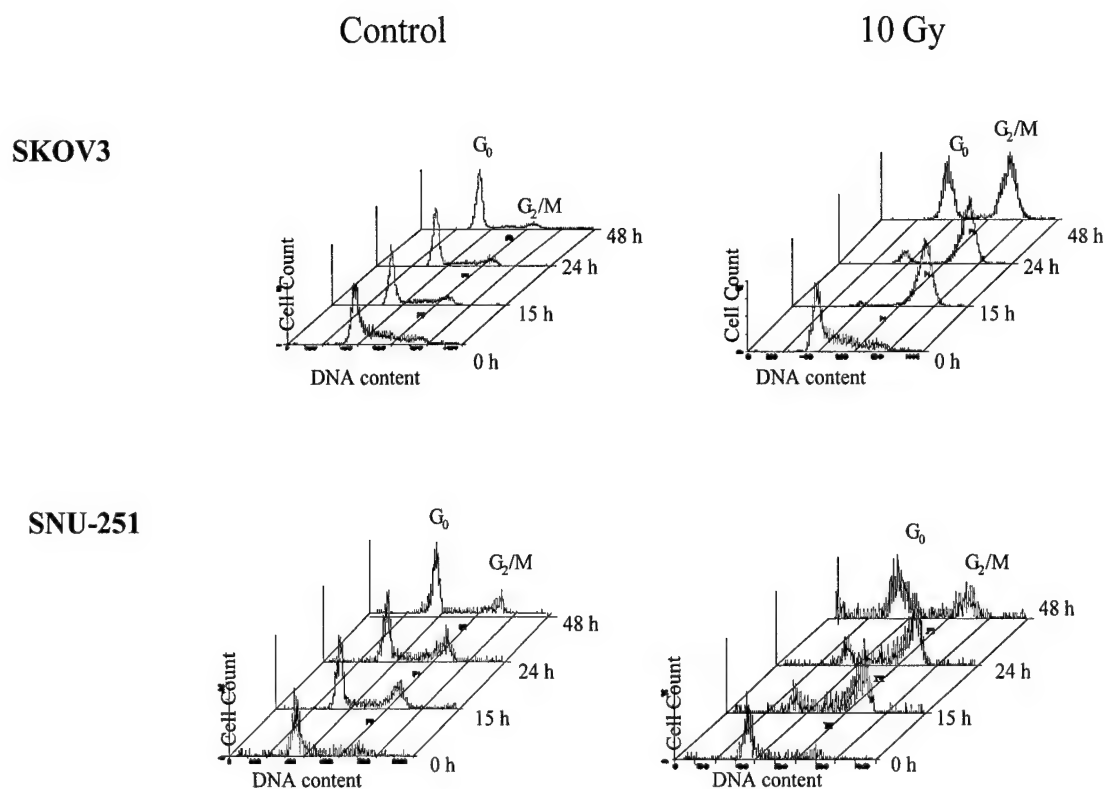 Control
10 Gy
SKOV3
G₀
G₂/M
48 h
24 h
15 h
0 h
Cell Count
DNA content
G₀
G₂/M
48 h
24 h
15 h
0 h
Cell Count
DNA content
SNU-251
G₀
G₂/M
48 h
24 h
15 h
0 h
Cell Count
DNA content
G₀
G₂/M
48 h
24 h
15 h
0 h
Cell Count
DNA content